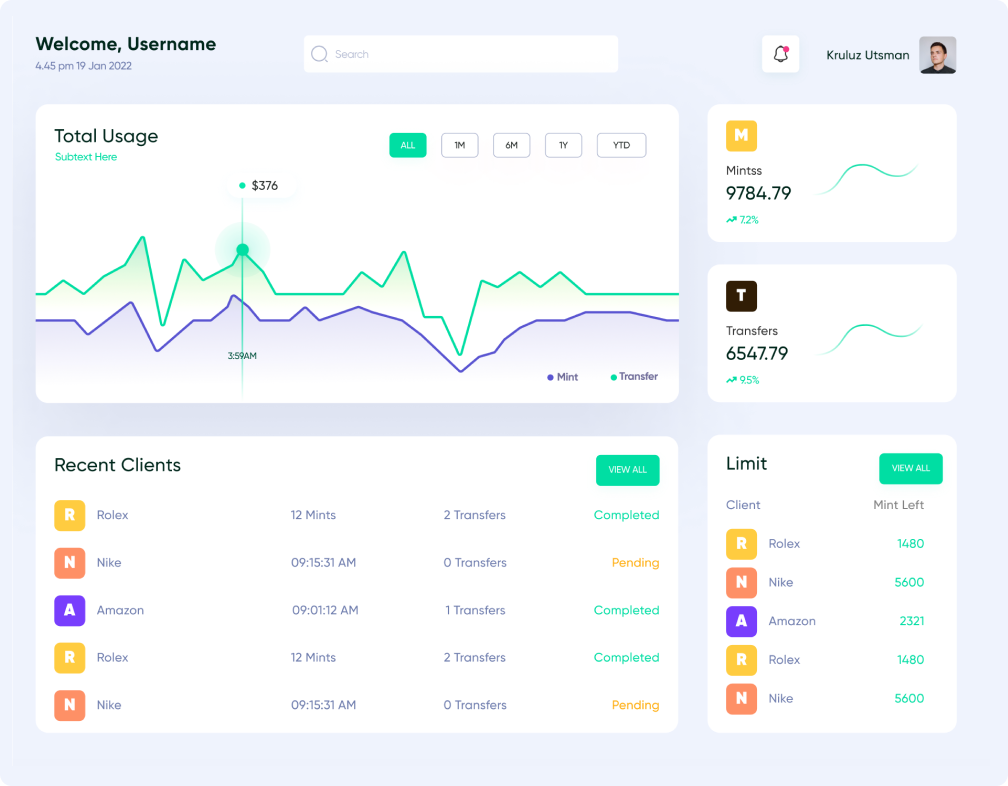 Welcome, Username
4.45 pm 19 Jan 2022
Search
Kruluz Utsman
Total Usage
Subtext Here
ALL
1M
6M
1Y
YTD
$376
3:59AM
Mint
Transfer
M
Mintss
9784.79
7.2%
T
Transfers
6547.79
9.5%
Recent Clients
VIEW ALL
R Rolex 12 Mints 2 Transfers Completed
N Nike 09:15:31 AM 0 Transfers Pending
A Amazon 09:01:12 AM 1 Transfers Completed
R Rolex 12 Mints 2 Transfers Completed
N Nike 09:15:31 AM 0 Transfers Pending
Limit
VIEW ALL
Client Mint Left
R Rolex 1480
N Nike 5600
A Amazon 2321
R Rolex 1480
N Nike 5600